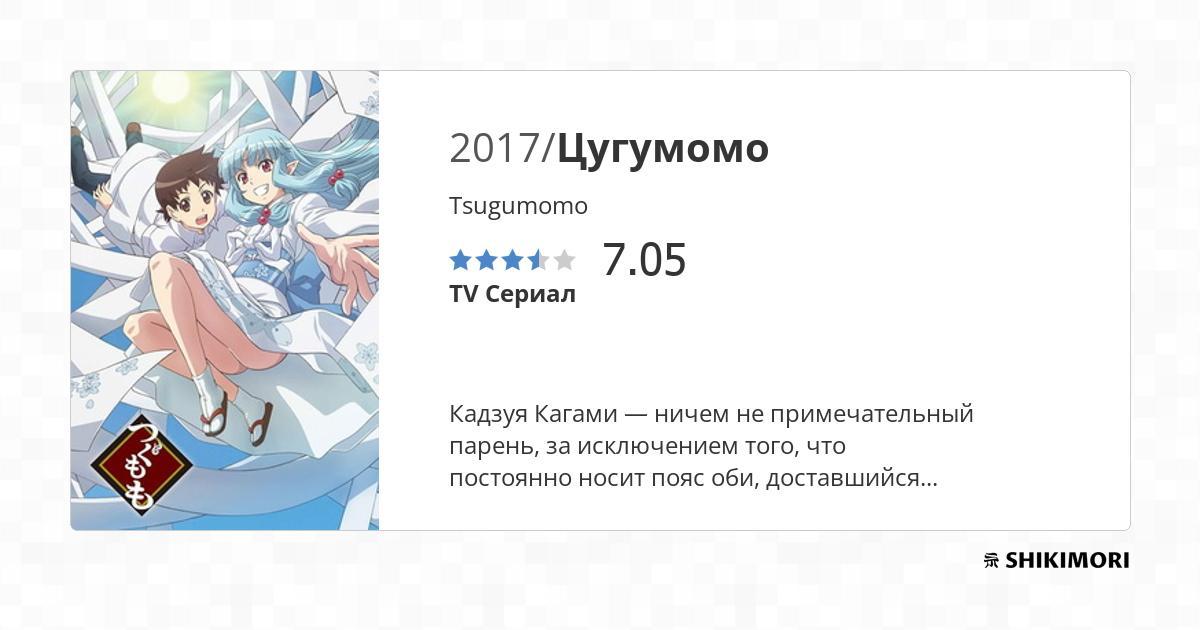 2017/Цугумомо
Tsugumomo
7.05
TV Сериал
Кадзуя Кагами — ничем не примечательный
парень, за исключением того, что
постоянно носит пояс оби, доставшийся...
つぐもも
SHIKIMORI